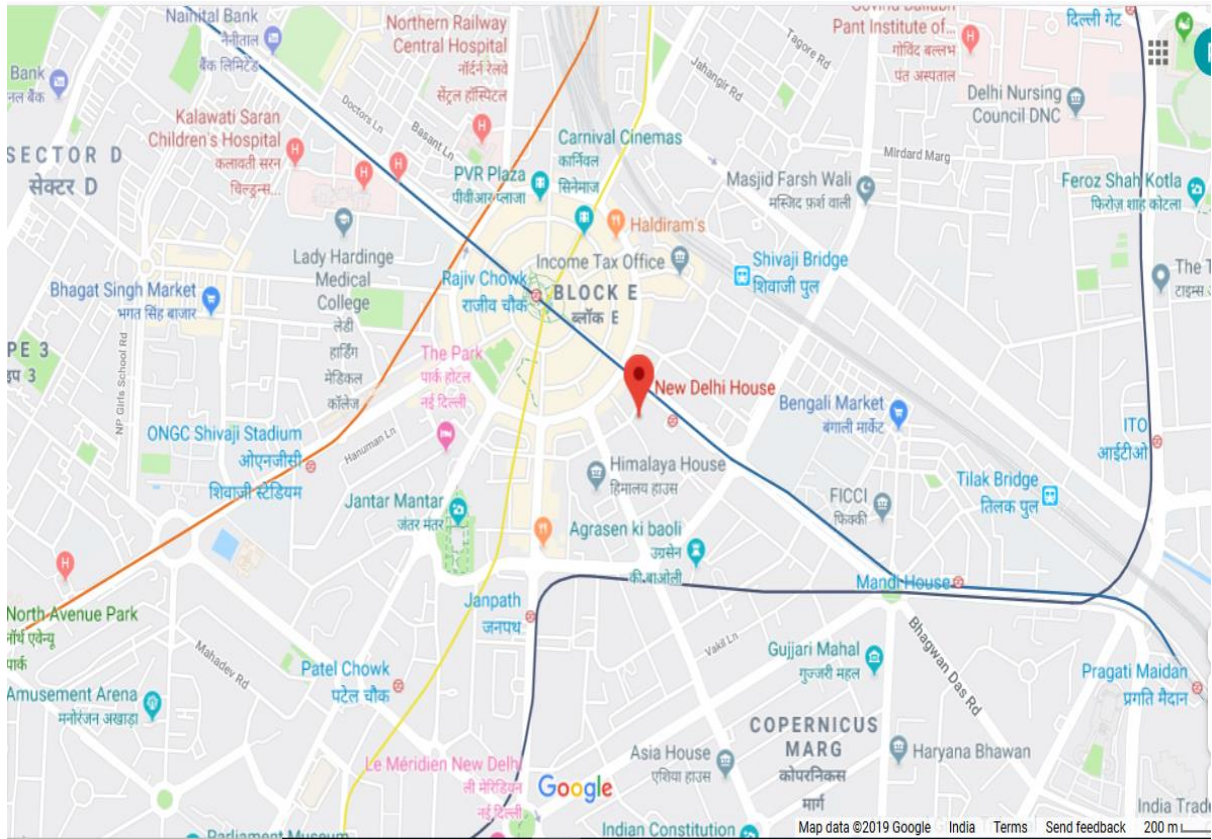 Nainital Bank
नैनीताल
बैंक लिमिटेड
Northern Railway
Central Hospital
नॉर्दन रेलवे
सेंट्रल हॉस्पिटल
Pant Institute of...
गोविंद बल्लभ
पंत अस्पताल
दिल्ली गेट
Bank
Tagore Rd
Jahangir Rd
Delhi Nursing
Council DNC
Kalawati Saran
Children's Hospital
कलावती सरन
चिल्ड्रन्स...
Doctors Ln
Basant Ln
Carnival Cinemas
कार्निवल
सिनेमाज
Mirdard Marg
SECTOR D
सेक्टर D
PVR Plaza
पीवीआर प्लाजा
Masjid Farsh Wali
मस्जिद फ़र्श वाली
Feroz Shah Kotla
फिरोज़ शाह कोटला
Haldiram's
Lady Hardinge
Medical
College
लेडी
हार्डिंग
मेडिकल
कॉलेज
Income Tax Office
Shivaji Bridge
शिवाजी पुल
Rajiv Chowk
राजीव चौक
BLOCK E
ब्लॉक E
The T
Bhagat Singh Market
भगत सिंह बाजार
PE 3
NP. Girls School Rd
The Park
पार्क होटल
नई दिल्ली
New Delhi House
Bengali Market
बंगाली मार्केट
ONGC Shivaji Stadium
ओएनजीसी
शिवाजी स्टेडियम
Hanuman Ln
ITO
आईटीओ
Himalaya House
हिमालय हाउस
FICCI
फिक्की
Tilak Bridge
तिलक पुल
Jantar Mantar
जंतर मंतर
Agrasen ki baoli
उग्रसेन
की बाओली
Mandi House
North Avenue Park
नॉर्थ एवेन्यू
पार्क
Janpath
जनपथ
Mahadev Rd
Vakil Ln
Bhagwan Das Rd
Gujjari Mahal
गुज्जरी महल
Patel Chowk
पटेल चौक
Pragati Maidan
प्रगति मैदान
Amusement Arena
मनोरंजन अखाड़ा
COPERNICUS
MARG
कोपरनिकस
मार्ग
Asia House
एशिया हाउस
Haryana Bhawan
Le Méridien New Delhi
ली मेरिडियन
नई दिल्ली
Google
India Trade
Parliament Museum
Indian Constitution
Map data ©2019 Google India Terms Send feedback 200 m